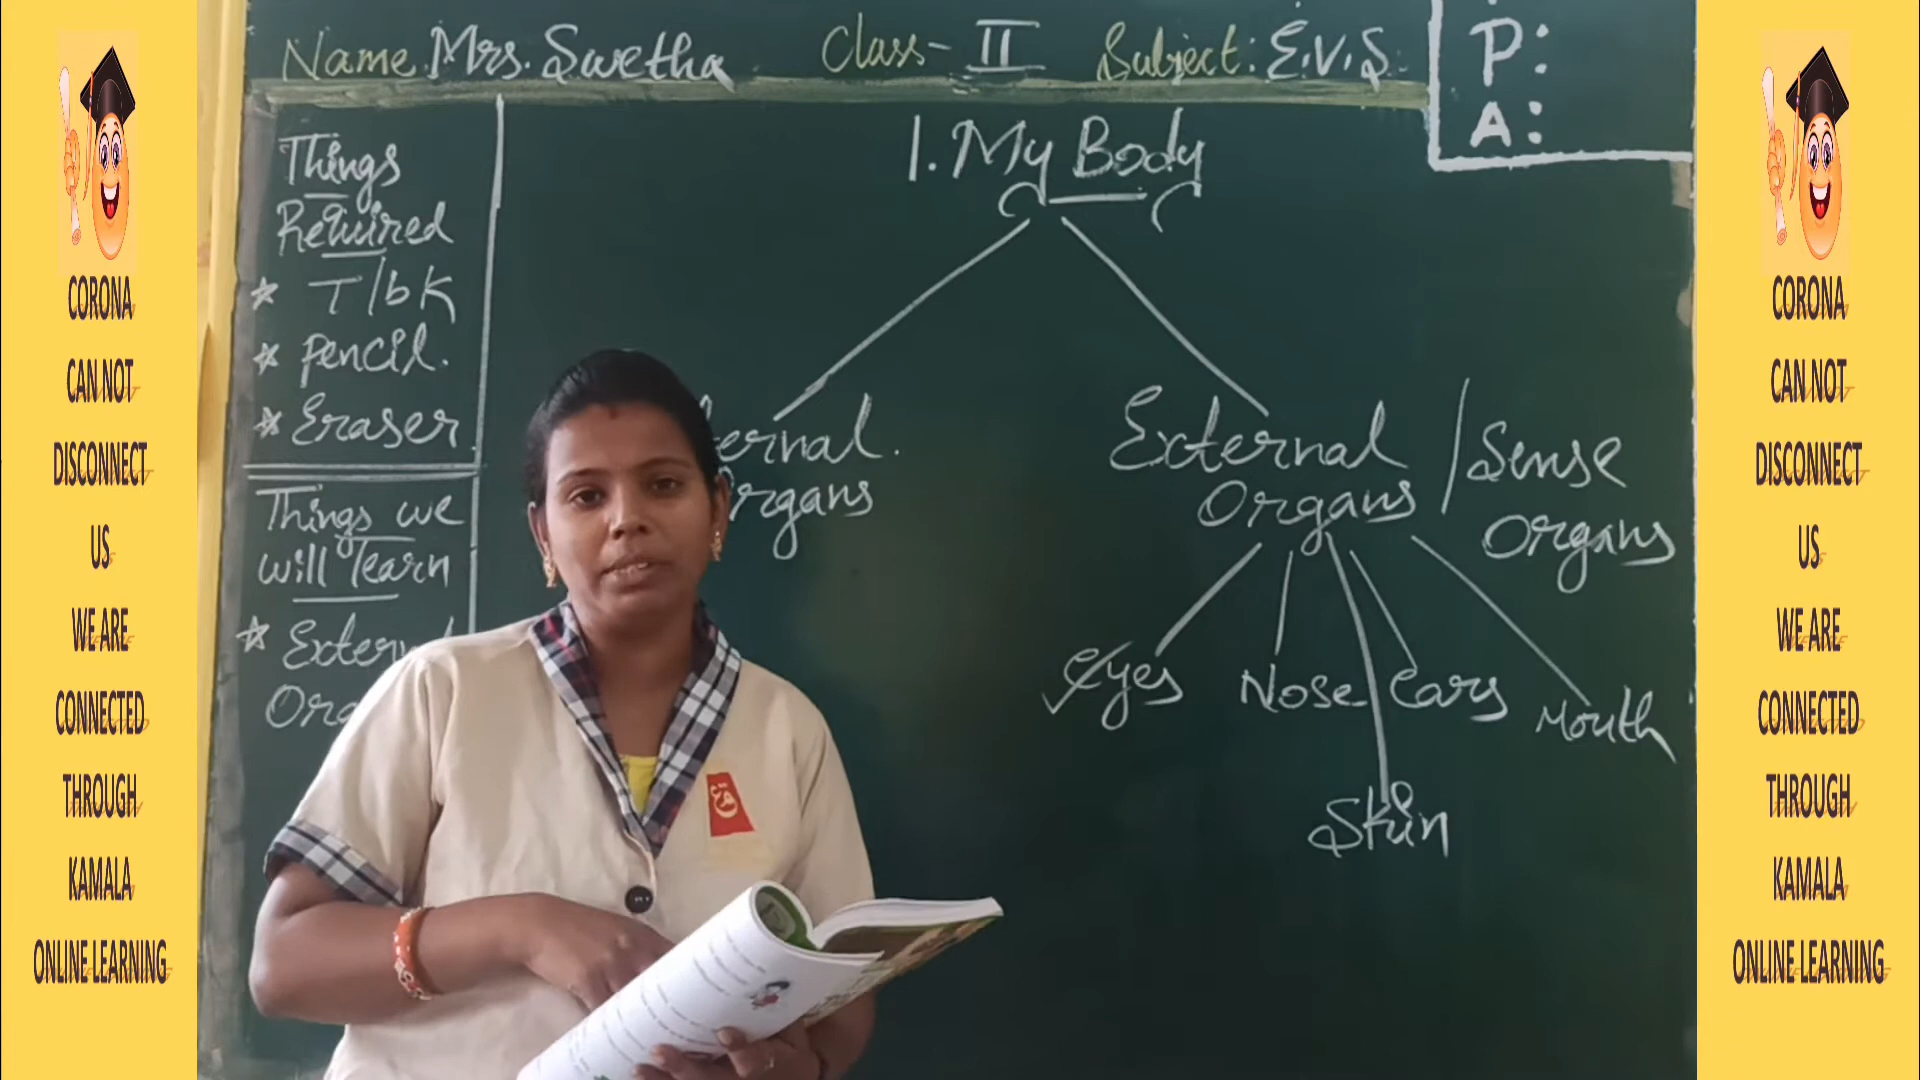 CORONA
CAN NOT
DISCONNECT
US
WE ARE
CONNECTED
THROUGH
KAMALA
ONLINE LEARNING
Name Mrs. Swetha Class- II Subject: E.V.S.
P:
A:
Things
Required
* T/bk
* Pencil.
* Eraser
Things we
will learn
1. My Body
Organs
External
Organs
/ Sense
Organs
Eyes Nose Ears Mouth
Skin
CORONA
CAN NOT
DISCONNECT
US
WE ARE
CONNECTED
THROUGH
KAMALA
ONLINE LEARNING